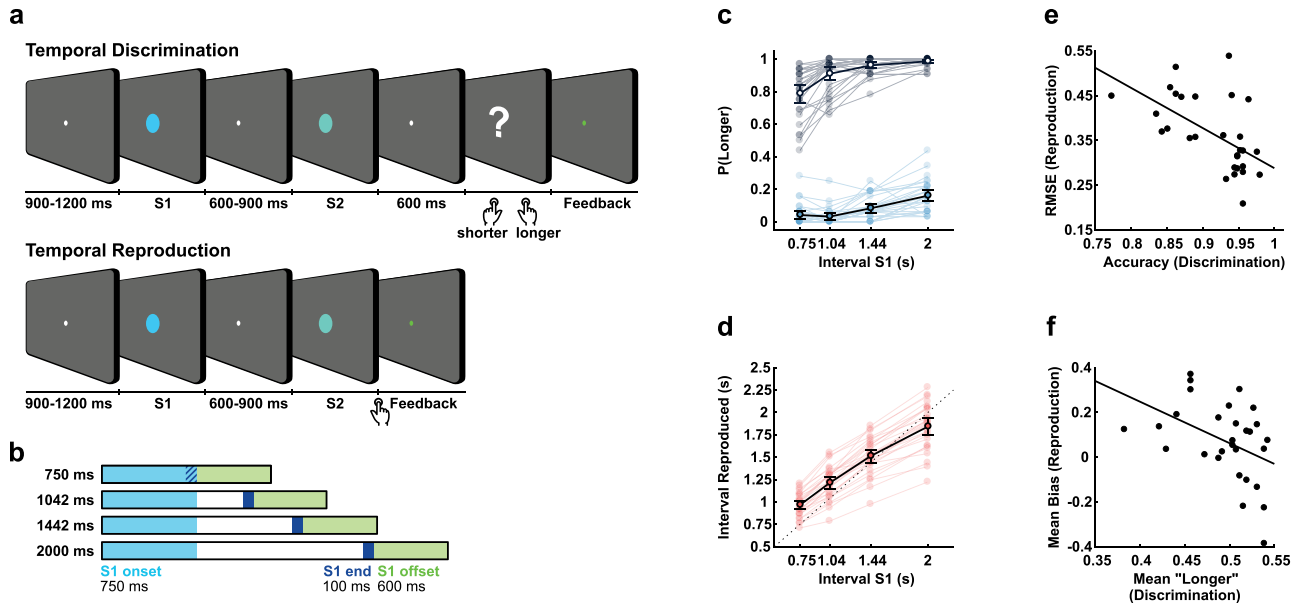 a
Temporal Discrimination
?
900-1200 ms S1 600-900 ms S2 600 ms Feedback
shorter longer
Temporal Reproduction
900-1200 ms S1 600-900 ms S2 Feedback
b
750 ms
1042 ms
1442 ms
2000 ms
S1 onset S1 end S1 offset
750 ms 100 ms 600 ms
c
P(Longer)
1
0.8
0.6
0.4
0.2
0
0.75 1.04 1.44 2
Interval S1 (s)
d
Interval Reproduced (s)
2.5
2.25
2
1.75
1.5
1.25
1
0.75
0.5
0.75 1.04 1.44 2
Interval S1 (s)
e
RMSE (Reproduction)
0.55
0.45
0.35
0.25
0.15
0.75 0.8 0.85 0.9 0.95 1
Accuracy (Discrimination)
f
Mean Bias (Reproduction)
0.4
0.2
0
-0.2
-0.4
0.35 0.4 0.45 0.5 0.55
Mean "Longer"
(Discrimination)